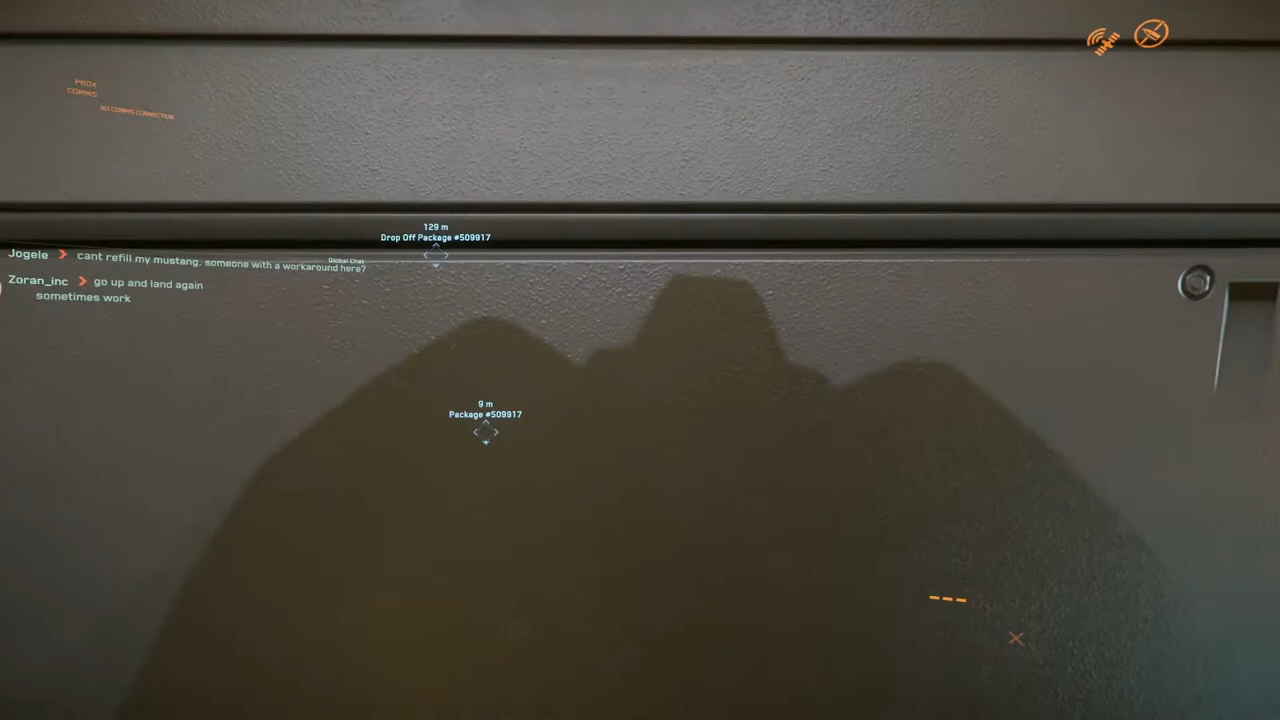 PROX
COMMS
NO COMMS CONNECTION
129 m
Drop Off Package #509917
Global Chat
Jogele cant refill my mustang. someone with a workaround here?
Zoran_inc go up and land again
sometimes work
9 m
Package #509917